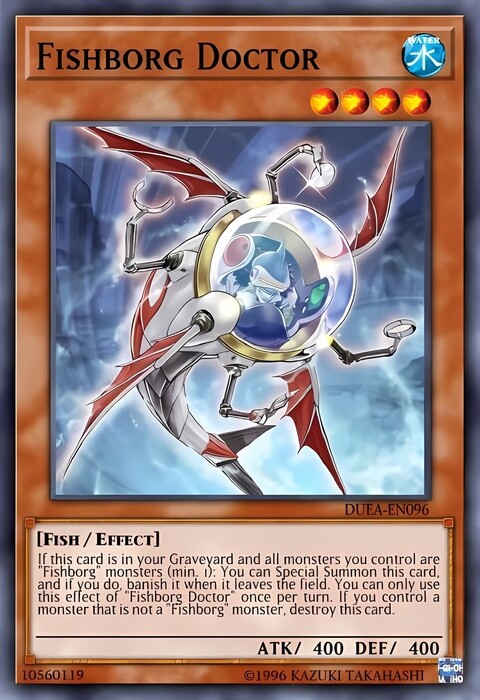 FISHBORG DOCTOR
WATER
水
DUEA-EN096
[FISH / EFFECT]
If this card is in your Graveyard and all monsters you control are
"Fishborg" monsters (min. 1): You can Special Summon this card,
and if you do, banish it when it leaves the field. You can only use
this effect of "Fishborg Doctor" once per turn. If you control a
monster that is not a "Fishborg" monster, destroy this card.
ATK/ 400 DEF/ 400
10560119
©1996 KAZUKI TAKAHASHI